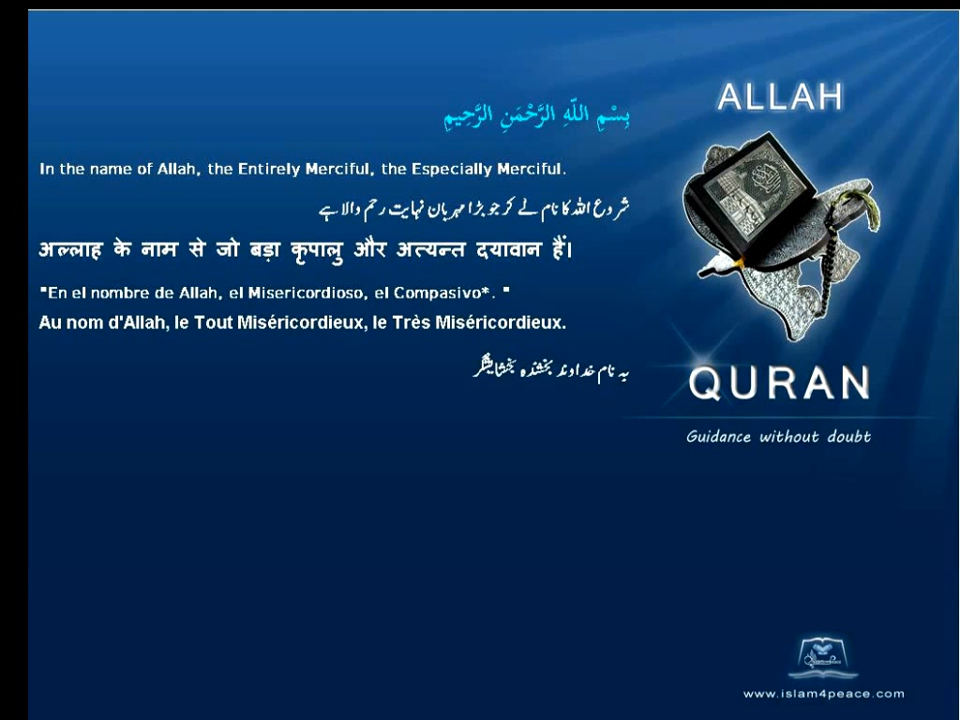 بِسْمِ اللَّهِ الرَّحْمَنِ الرَّحِيمِ
In the name of Allah, the Entirely Merciful, the Especially Merciful.
شروع الله کا نام لے کر جو بڑا مہربان نہایت رحم والا ہے
अल्लाह के नाम से जो बड़ा कृपालु और अत्यन्त दयावान हैं।
"En el nombre de Allah, el Misericordioso, el Compasivo*. "
Au nom d'Allah, le Tout Miséricordieux, le Très Miséricordieux.
به نام خداوند بخشنده بخشایشگر
ALLAH
QURAN
Guidance without doubt
www.islam4peace.com